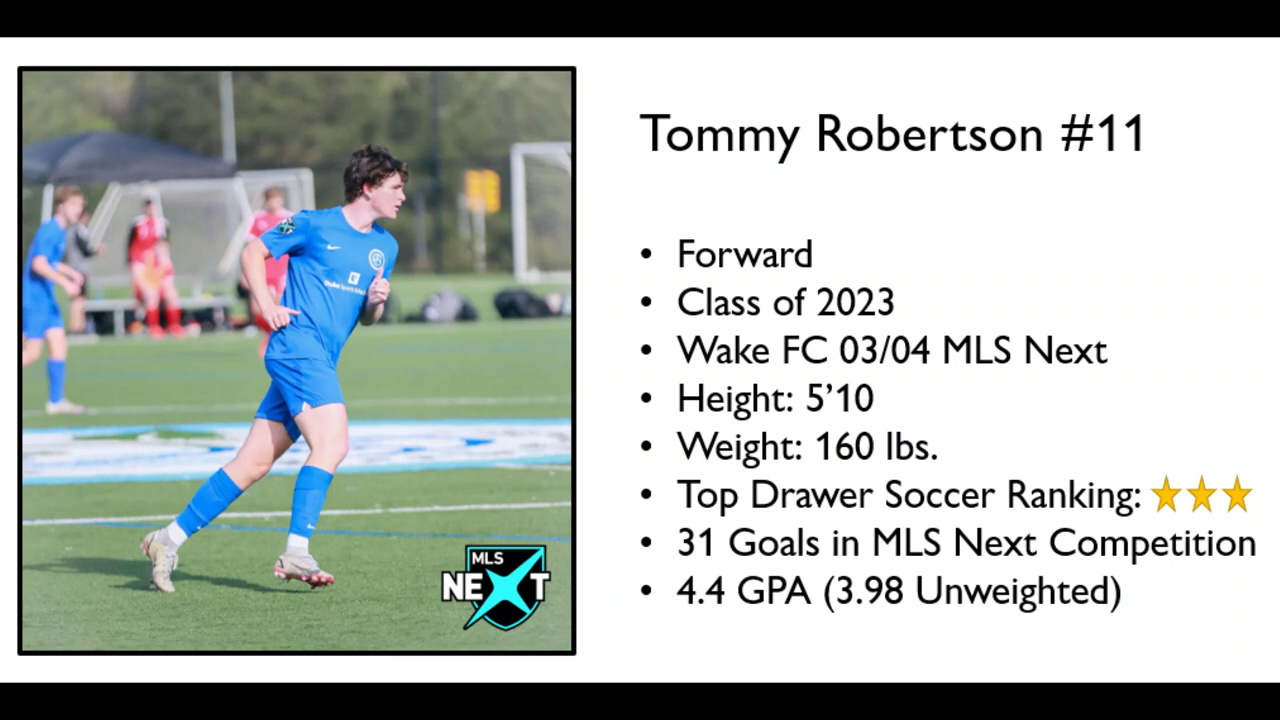 Tommy Robertson #11
• Forward
• Class of 2023
• Wake FC 03/04 MLS Next
• Height: 5’10
• Weight: 160 lbs.
• Top Drawer Soccer Ranking:
• 31 Goals in MLS Next Competition
• 4.4 GPA (3.98 Unweighted)
MLS
NEXT